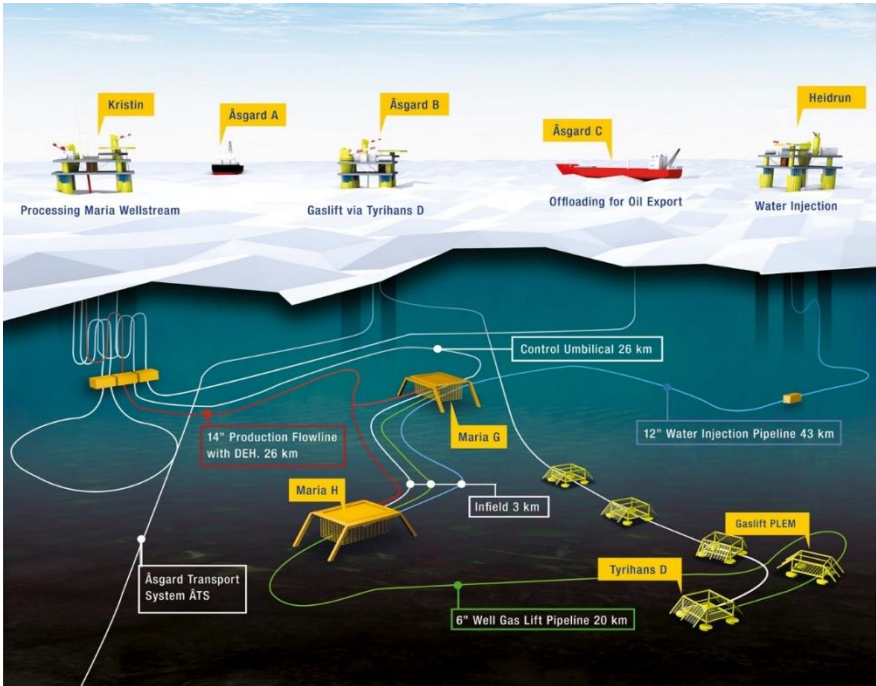 Kristin
Åsgard A
Åsgard B
Åsgard C
Heidrun
Processing Maria Wellstream
Gaslift via Tyrihans D
Offloading for Oil Export
Water Injection
Control Umbilical 26 km
14" Production Flowline
with DEH. 26 km
Maria G
12" Water Injection Pipeline 43 km
Maria H
Infield 3 km
Gaslift PLEM
Tyrihans D
Åsgard Transport
System ÅTS
6" Well Gas Lift Pipeline 20 km